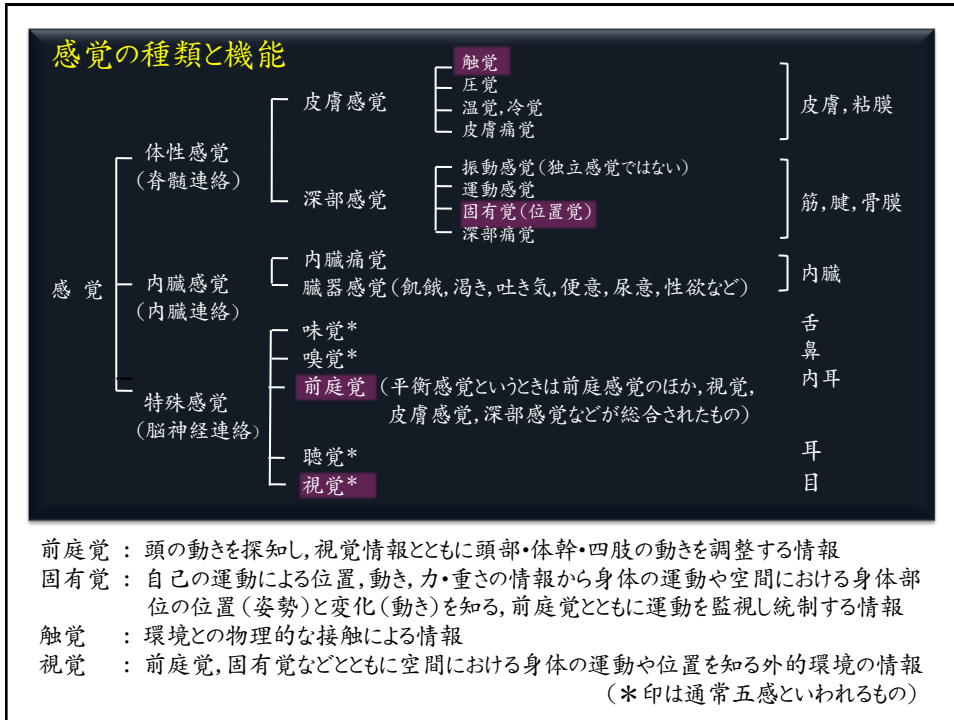 感覚の種類と機能
触覚
圧覚
温覚,冷覚
皮膚痛覚
皮膚感覚
皮膚,粘膜
体性感覚
(脊髄連絡)
振動感覚(独立感覚ではない)
運動感覚
固有覚(位置覚)
深部痛覚
深部感覚
筋,腱,骨膜
感 覚
内臓感覚
(内臓連絡)
内臓痛覚
臓器感覚(飢餓,渇き,吐き気,便意,尿意,性欲など)
内臓
特殊感覚
(脳神経連絡)
味覚* 舌
嗅覚* 鼻
前庭覚 (平衡感覚というときは前庭感覚のほか,視覚, 内耳
皮膚感覚,深部感覚などが総合されたもの)
聴覚* 耳
視覚* 目
前庭覚 : 頭の動きを探知し,視覚情報とともに頭部・体幹・四肢の動きを調整する情報
固有覚 : 自己の運動による位置,動き,力・重さの情報から身体の運動や空間における身体部
位の位置(姿勢)と変化(動き)を知る,前庭覚とともに運動を監視し統制する情報
触覚 : 環境との物理的な接触による情報
視覚 : 前庭覚,固有覚などとともに空間における身体の運動や位置を知る外的環境の情報
(*印は通常五感といわれるもの)